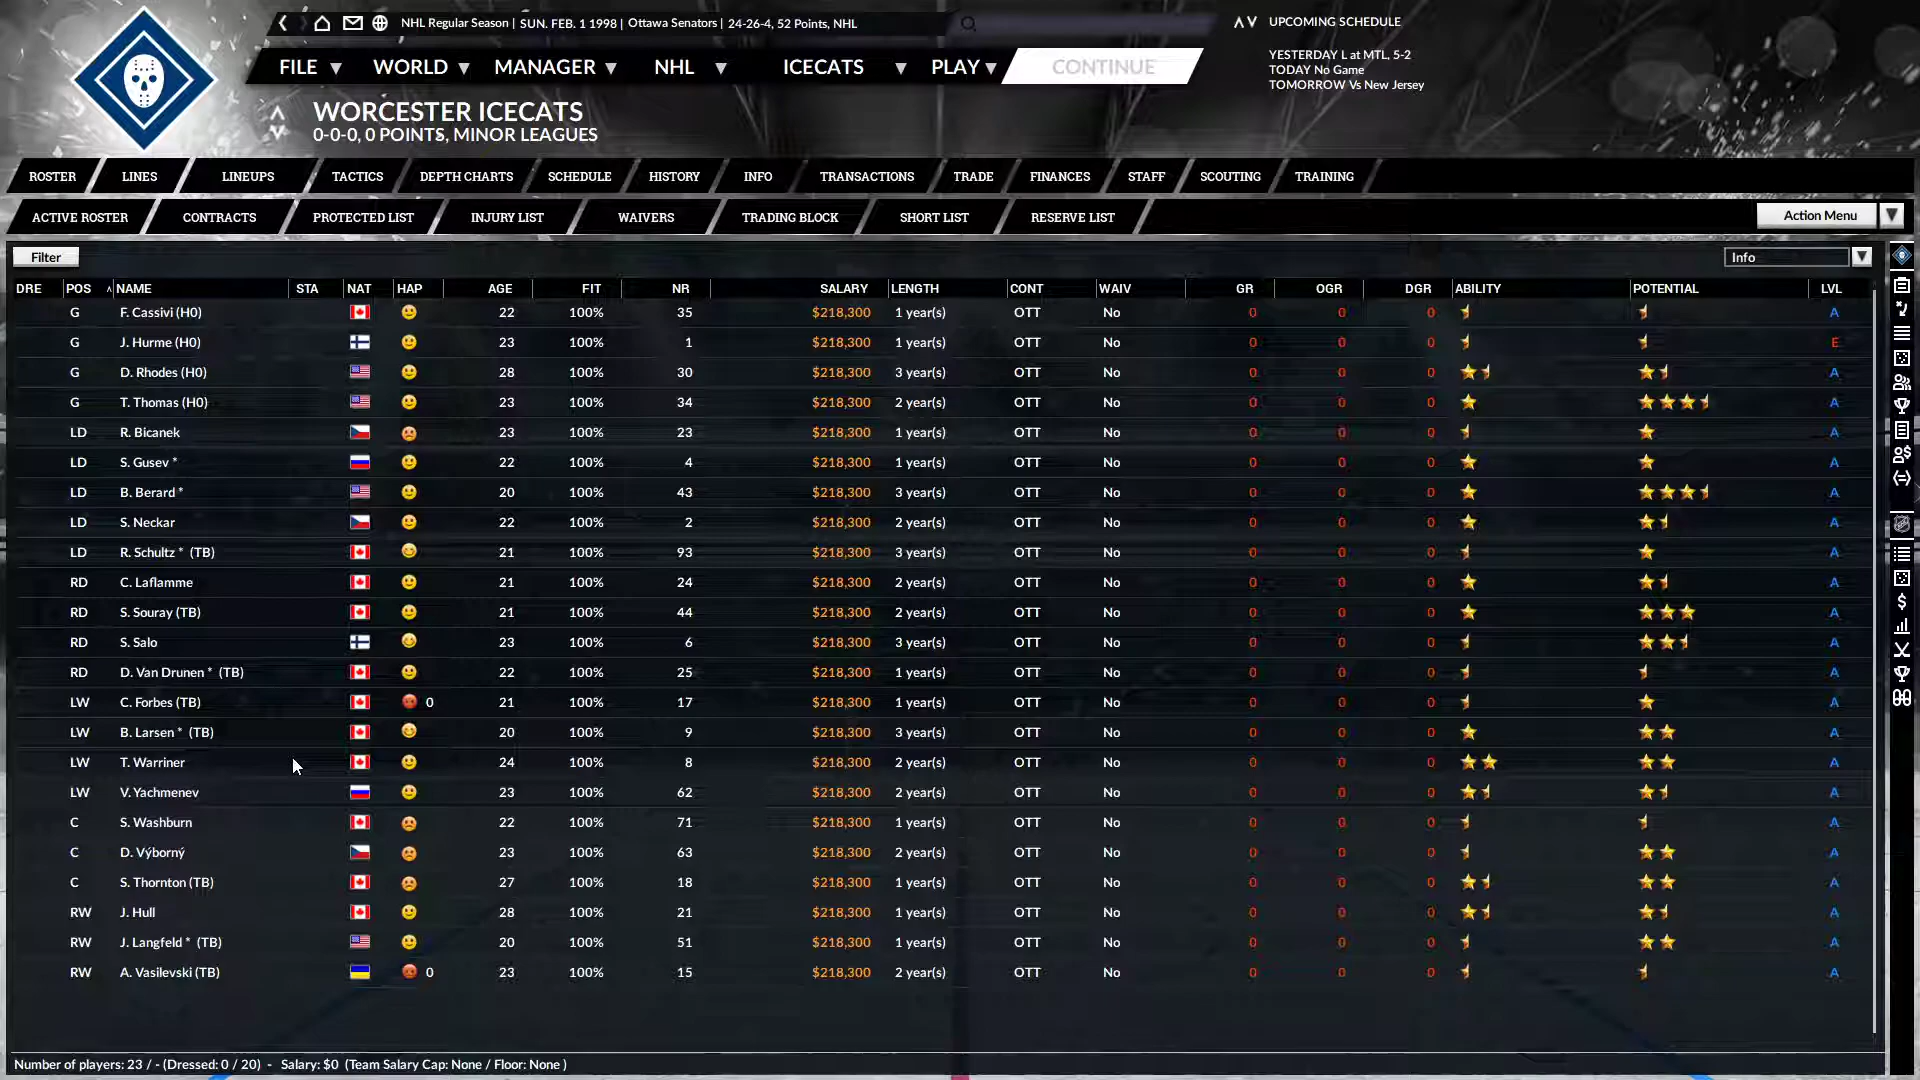 NHL Regular Season | SUN. FEB. 1 1998 | Ottawa Senators | 24-26-4, 52 Points, NHL
UPCOMING SCHEDULE
YESTERDAY L at MTL, 5-2
TODAY No Game
TOMORROW Vs New Jersey
FILE WORLD MANAGER NHL ICECATS PLAY CONTINUE
WORCESTER ICECATS
0-0-0, 0 POINTS, MINOR LEAGUES
ROSTER LINES LINEUPS TACTICS DEPTH CHARTS SCHEDULE HISTORY INFO TRANSACTIONS TRADE FINANCES STAFF SCOUTING TRAINING
ACTIVE ROSTER CONTRACTS PROTECTED LIST INJURY LIST WAIVERS TRADING BLOCK SHORT LIST RESERVE LIST Action Menu
Filter Info
DRE POS NAME STA NAT HAP AGE FIT NR SALARY LENGTH CONT WAIV GR OGR DGR ABILITY POTENTIAL LVL
G F. Cassivi (H0) 22 100% 35 $218,300 1 year(s) OTT No 0 0 0 A
G J. Hurme (H0) 23 100% 1 $218,300 1 year(s) OTT No 0 0 0 E
G D. Rhodes (H0) 28 100% 30 $218,300 3 year(s) OTT No 0 0 0 A
G T. Thomas (H0) 23 100% 34 $218,300 2 year(s) OTT No 0 0 0 A
LD R. Bicanek 23 100% 23 $218,300 1 year(s) OTT No 0 0 0 A
LD S. Gusev * 22 100% 4 $218,300 1 year(s) OTT No 0 0 0 A
LD B. Berard * 20 100% 43 $218,300 3 year(s) OTT No 0 0 0 A
LD S. Neckar 22 100% 2 $218,300 2 year(s) OTT No 0 0 0 A
LD R. Schultz * (TB) 21 100% 93 $218,300 3 year(s) OTT No 0 0 0 A
RD C. Laflamme 21 100% 24 $218,300 2 year(s) OTT No 0 0 0 A
RD S. Souray (TB) 21 100% 44 $218,300 2 year(s) OTT No 0 0 0 A
RD S. Salo 23 100% 6 $218,300 3 year(s) OTT No 0 0 0 A
RD D. Van Drunen * (TB) 22 100% 25 $218,300 1 year(s) OTT No 0 0 0 A
LW C. Forbes (TB) 0 21 100% 17 $218,300 1 year(s) OTT No 0 0 0 A
LW B. Larsen * (TB) 20 100% 9 $218,300 3 year(s) OTT No 0 0 0 A
LW T. Warriner 24 100% 8 $218,300 2 year(s) OTT No 0 0 0 A
LW V. Yachmenev 23 100% 62 $218,300 2 year(s) OTT No 0 0 0 A
C S. Washburn 22 100% 71 $218,300 1 year(s) OTT No 0 0 0 A
C D. Výborný 23 100% 63 $218,300 2 year(s) OTT No 0 0 0 A
C S. Thornton (TB) 27 100% 18 $218,300 1 year(s) OTT No 0 0 0 A
RW J. Hull 28 100% 21 $218,300 1 year(s) OTT No 0 0 0 A
RW J. Langfeld * (TB) 20 100% 51 $218,300 1 year(s) OTT No 0 0 0 A
RW A. Vasilevski (TB) 0 23 100% 15 $218,300 2 year(s) OTT No 0 0 0 A
Number of players: 23 / - (Dressed: 0 / 20) - Salary: $0 (Team Salary Cap: None / Floor: None )